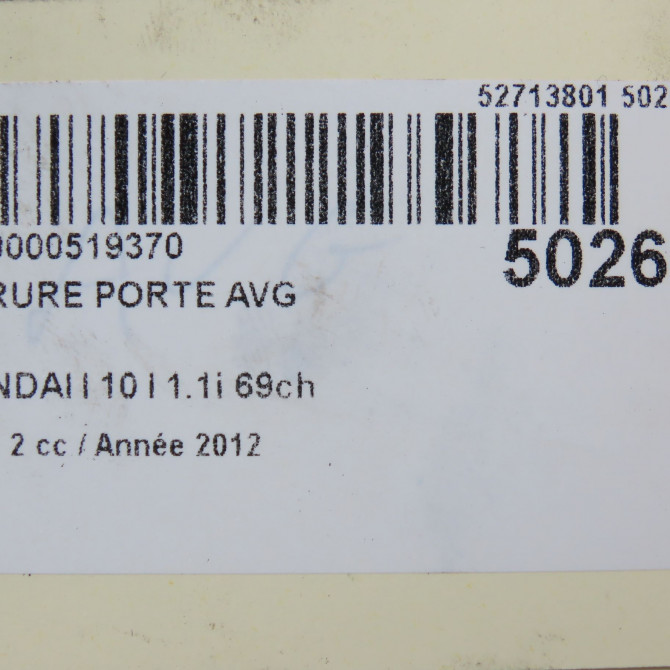 52713801 502
0000519370
5026
RURE PORTE AVG
NDAI I 10 I 1.1i 69ch
2 cc / Année 2012